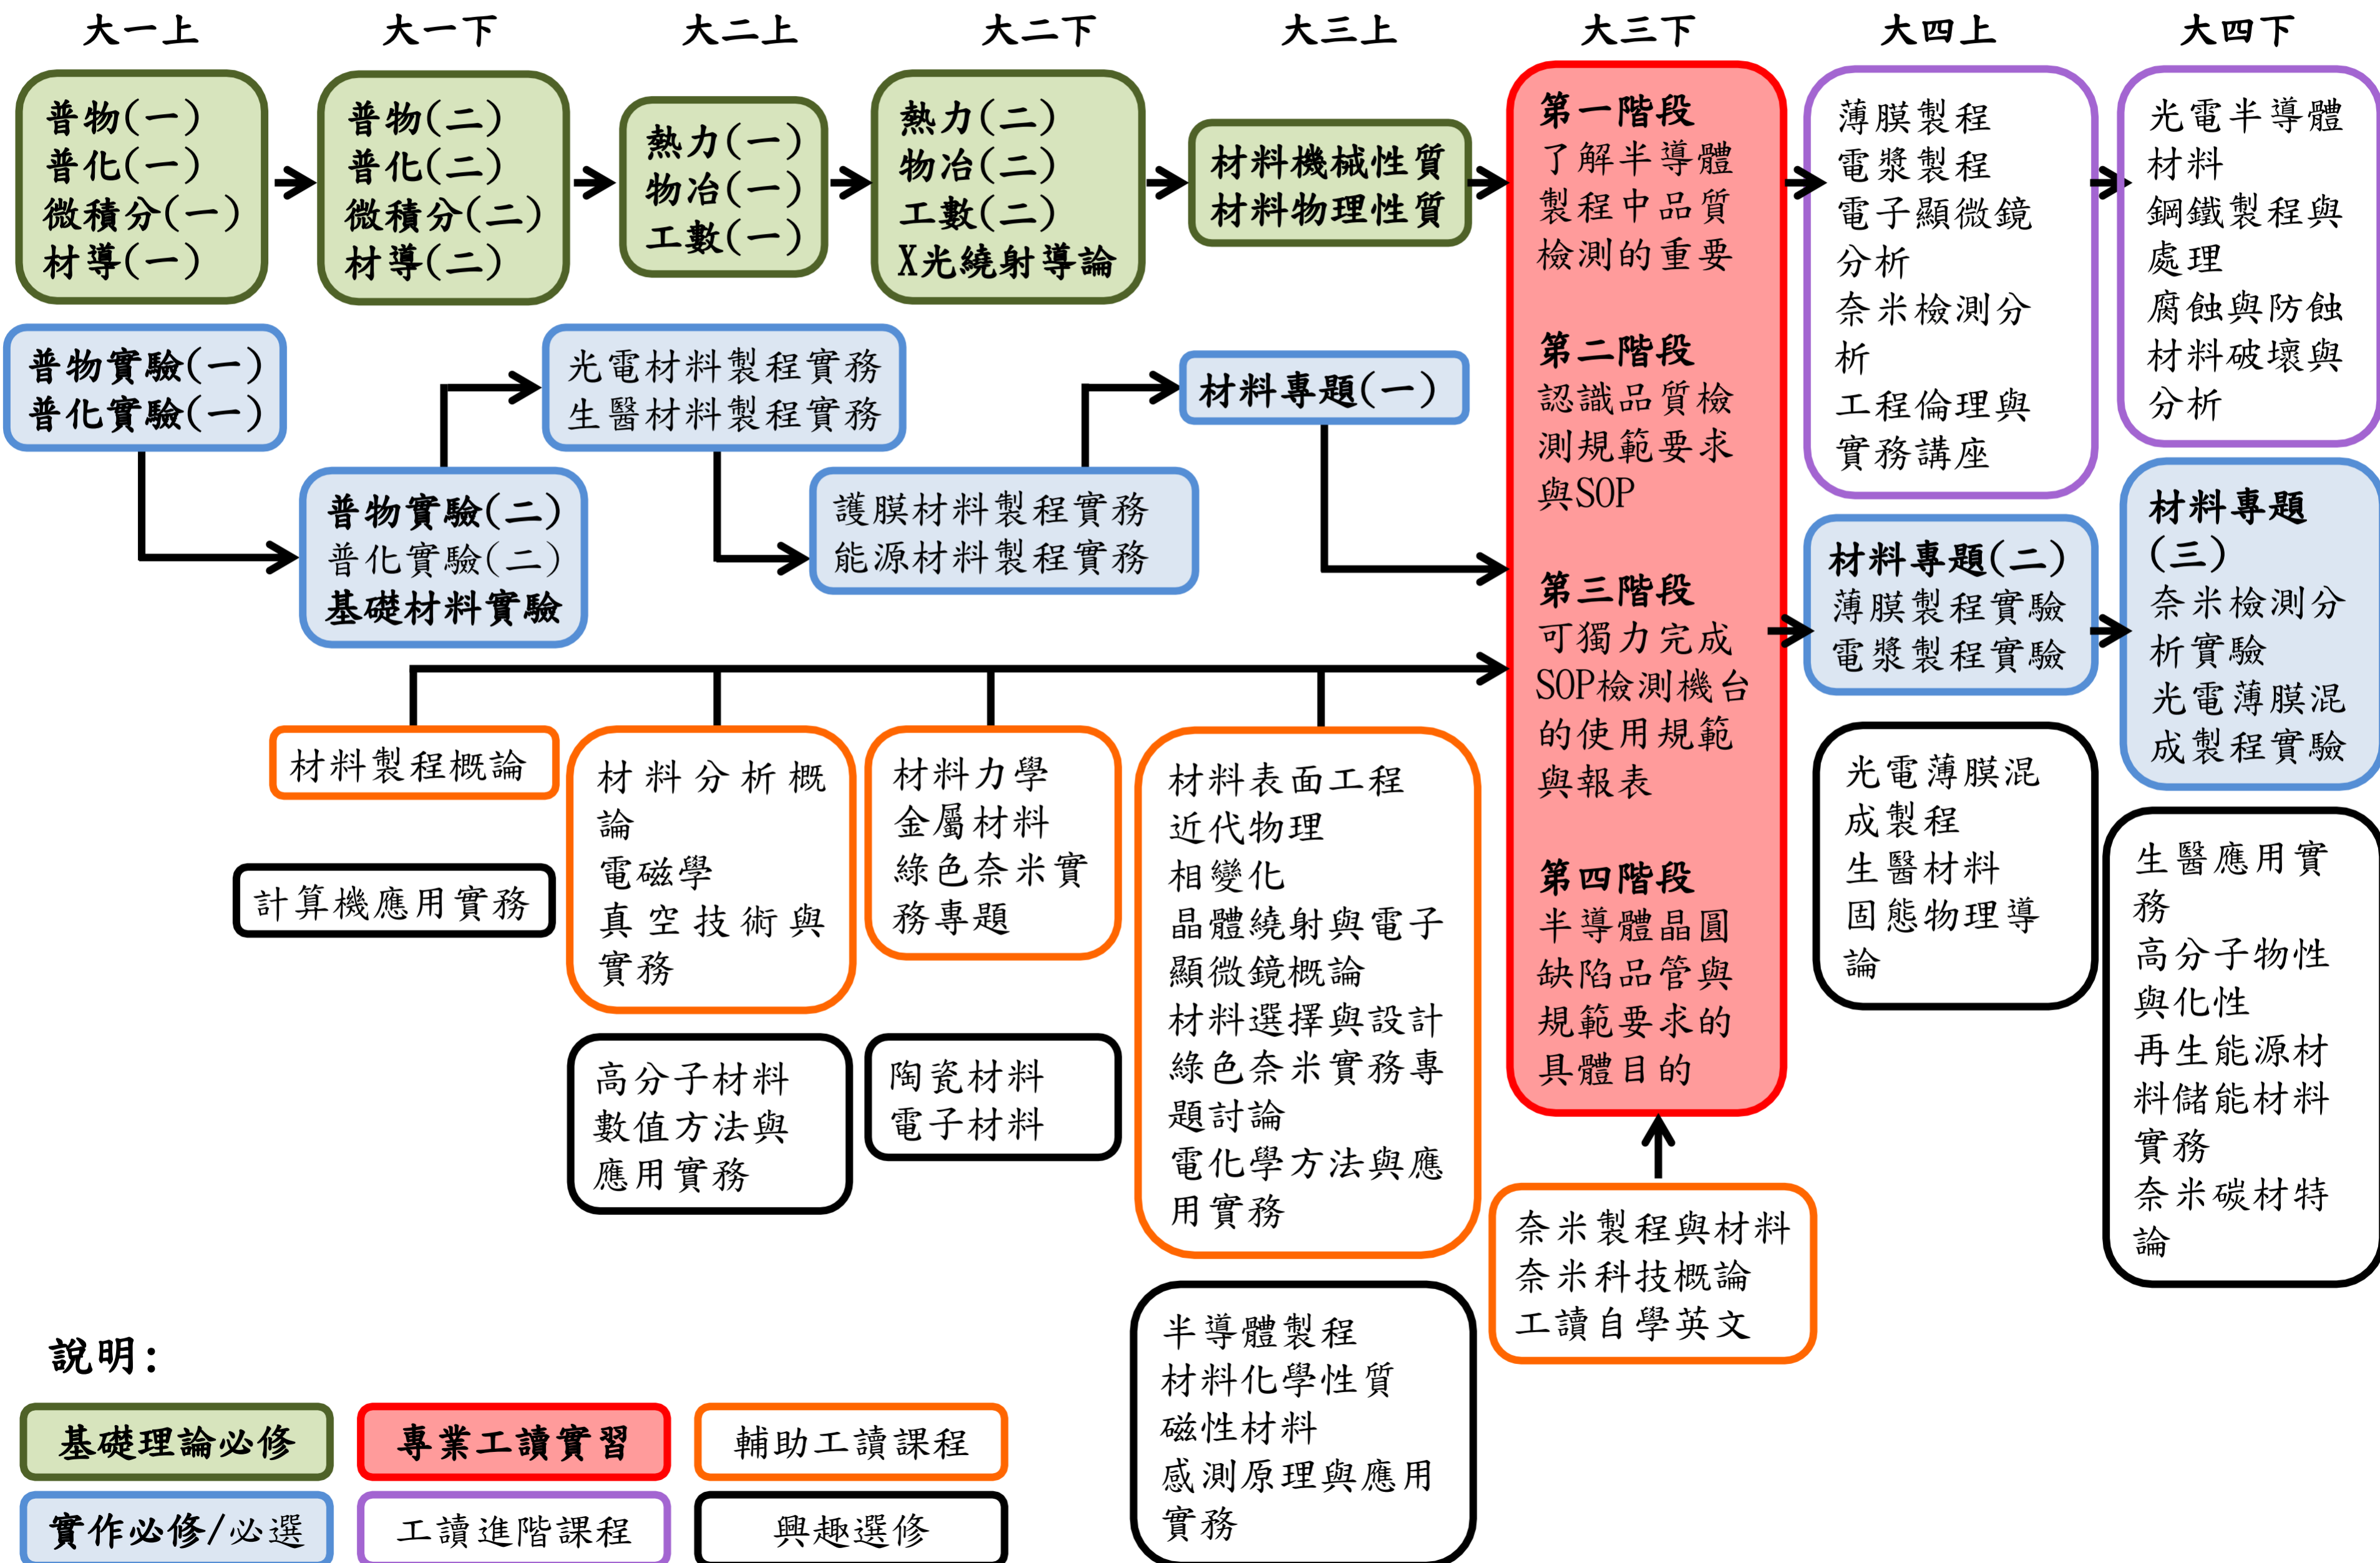 大一上
大一下
大二上
大二下
大三上
大三下
大四上
大四下
普物(一)
普化(一)
微積分(一)
材導(一)
普物(二)
普化(二)
微積分(二)
材導(二)
熱力(一)
物冶(一)
工數(一)
熱力(二)
物冶(二)
工數(二)
X光繞射導論
材料機械性質
材料物理性質
第一階段
了解半導體
製程中品質
檢測的重要
第二階段
認識品質檢
測規範要求
與SOP
第三階段
可獨力完成
SOP檢測機台
的使用規範
與報表
第四階段
半導體晶圓
缺陷品管與
規範要求的
具體目的
薄膜製程
電漿製程
電子顯微鏡
分析
奈米檢測分
析
工程倫理與
實務講座
光電半導體
材料
鋼鐵製程與
處理
腐蝕與防蝕
材料破壞與
分析
普物實驗(一)
普化實驗(一)
普物實驗(二)
普化實驗(二)
基礎材料實驗
光電材料製程實務
生醫材料製程實務
護膜材料製程實務
能源材料製程實務
材料專題(一)
材料專題(二)
薄膜製程實驗
電漿製程實驗
材料專題
(三)
奈米檢測分
析實驗
光電薄膜混
成製程實驗
材料製程概論
計算機應用實務
材料分析概
論
電磁學
真空技術與
實務
高分子材料
數值方法與
應用實務
材料力學
金屬材料
綠色奈米實
務專題
陶瓷材料
電子材料
材料表面工程
近代物理
相變化
晶體繞射與電子
顯微鏡概論
材料選擇與設計
綠色奈米實務專
題討論
電化學方法與應
用實務
半導體製程
材料化學性質
磁性材料
感測原理與應用
實務
奈米製程與材料
奈米科技概論
工讀自學英文
光電薄膜混
成製程
生醫材料
固態物理導
論
生醫應用實
務
高分子物性
與化性
再生能源材
料儲能材料
實務
奈米碳材特
論
說明:
基礎理論必修
專業工讀實習
輔助工讀課程
實作必修/必選
工讀進階課程
興趣選修